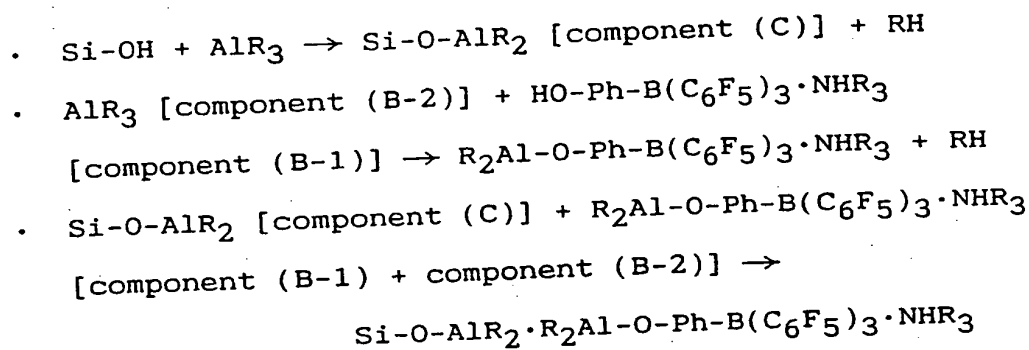 · Si-OH + AlR₃ → Si-O-AlR₂ [component (C)] + RH
· AlR₃ [component (B-2)] + HO-Ph-B(C₆F₅)₃·NHR₃
[component (B-1)] → R₂Al-O-Ph-B(C₆F₅)₃·NHR₃ + RH
· Si-O-AlR₂ [component (C)] + R₂Al-O-Ph-B(C₆F₅)₃·NHR₃
[component (B-1) + component (B-2)] →
Si-O-AlR₂·R₂Al-O-Ph-B(C₆F₅)₃·NHR₃